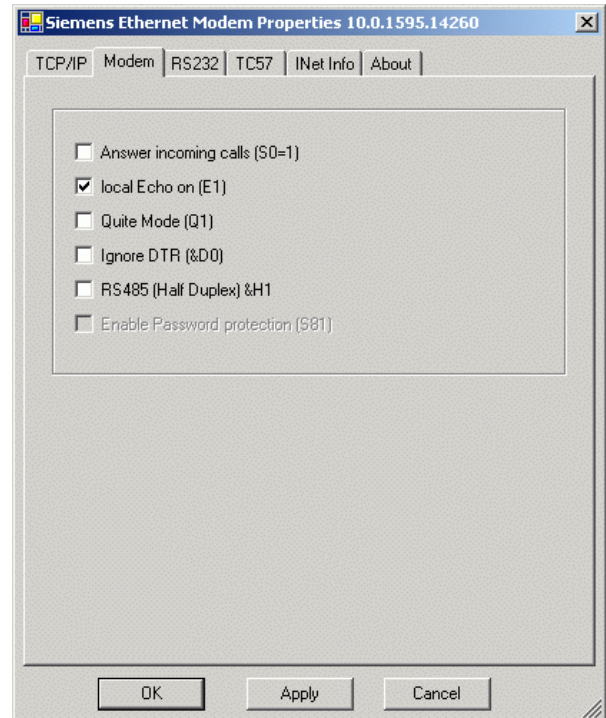 Siemens Ethernet Modem Properties 10.0.1595.14260
TCP/IP Modem RS232 TC57 INet Info About
Answer incoming calls (S0=1)
local Echo on (E1)
Quite Mode (Q1)
Ignore DTR (&D0)
RS485 (Half Duplex) &H1
Enable Password protection (S81)
OK Apply Cancel